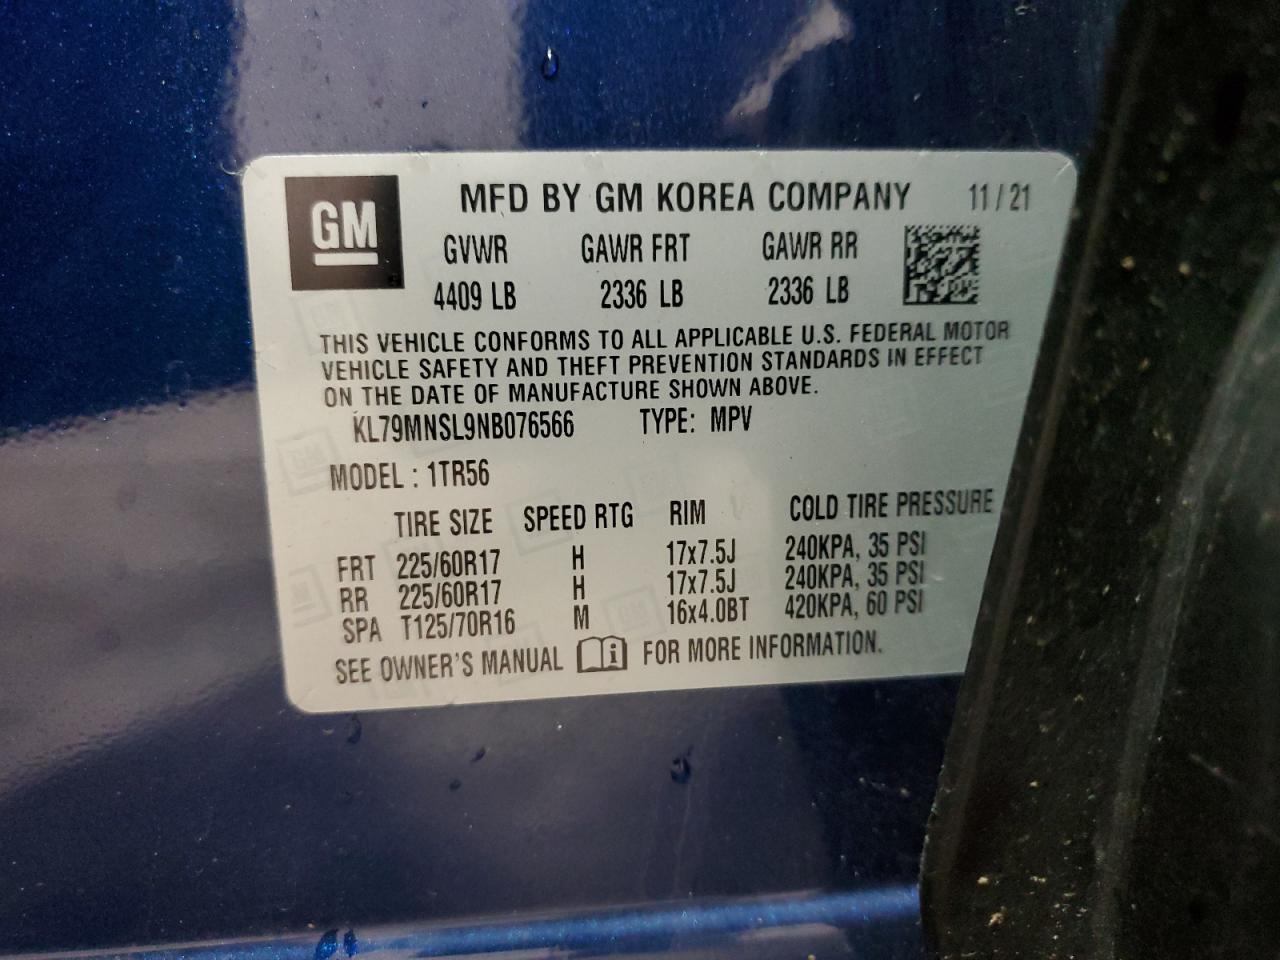 GM
MFD BY GM KOREA COMPANY 11/21
GVWR GAWR FRT GAWR RR
4409 LB 2336 LB 2336 LB
THIS VEHICLE CONFORMS TO ALL APPLICABLE U.S. FEDERAL MOTOR
VEHICLE SAFETY AND THEFT PREVENTION STANDARDS IN EFFECT
ON THE DATE OF MANUFACTURE SHOWN ABOVE.
KL79MNSL9NB076566 TYPE: MPV
MODEL : 1TR56
TIRE SIZE SPEED RTG RIM COLD TIRE PRESSURE
FRT 225/60R17 H 17x7.5J 240KPA, 35 PSI
RR 225/60R17 H 17x7.5J 240KPA, 35 PSI
SPA T125/70R16 M 16x4.0BT 420KPA, 60 PSI
SEE OWNER'S MANUAL i FOR MORE INFORMATION.